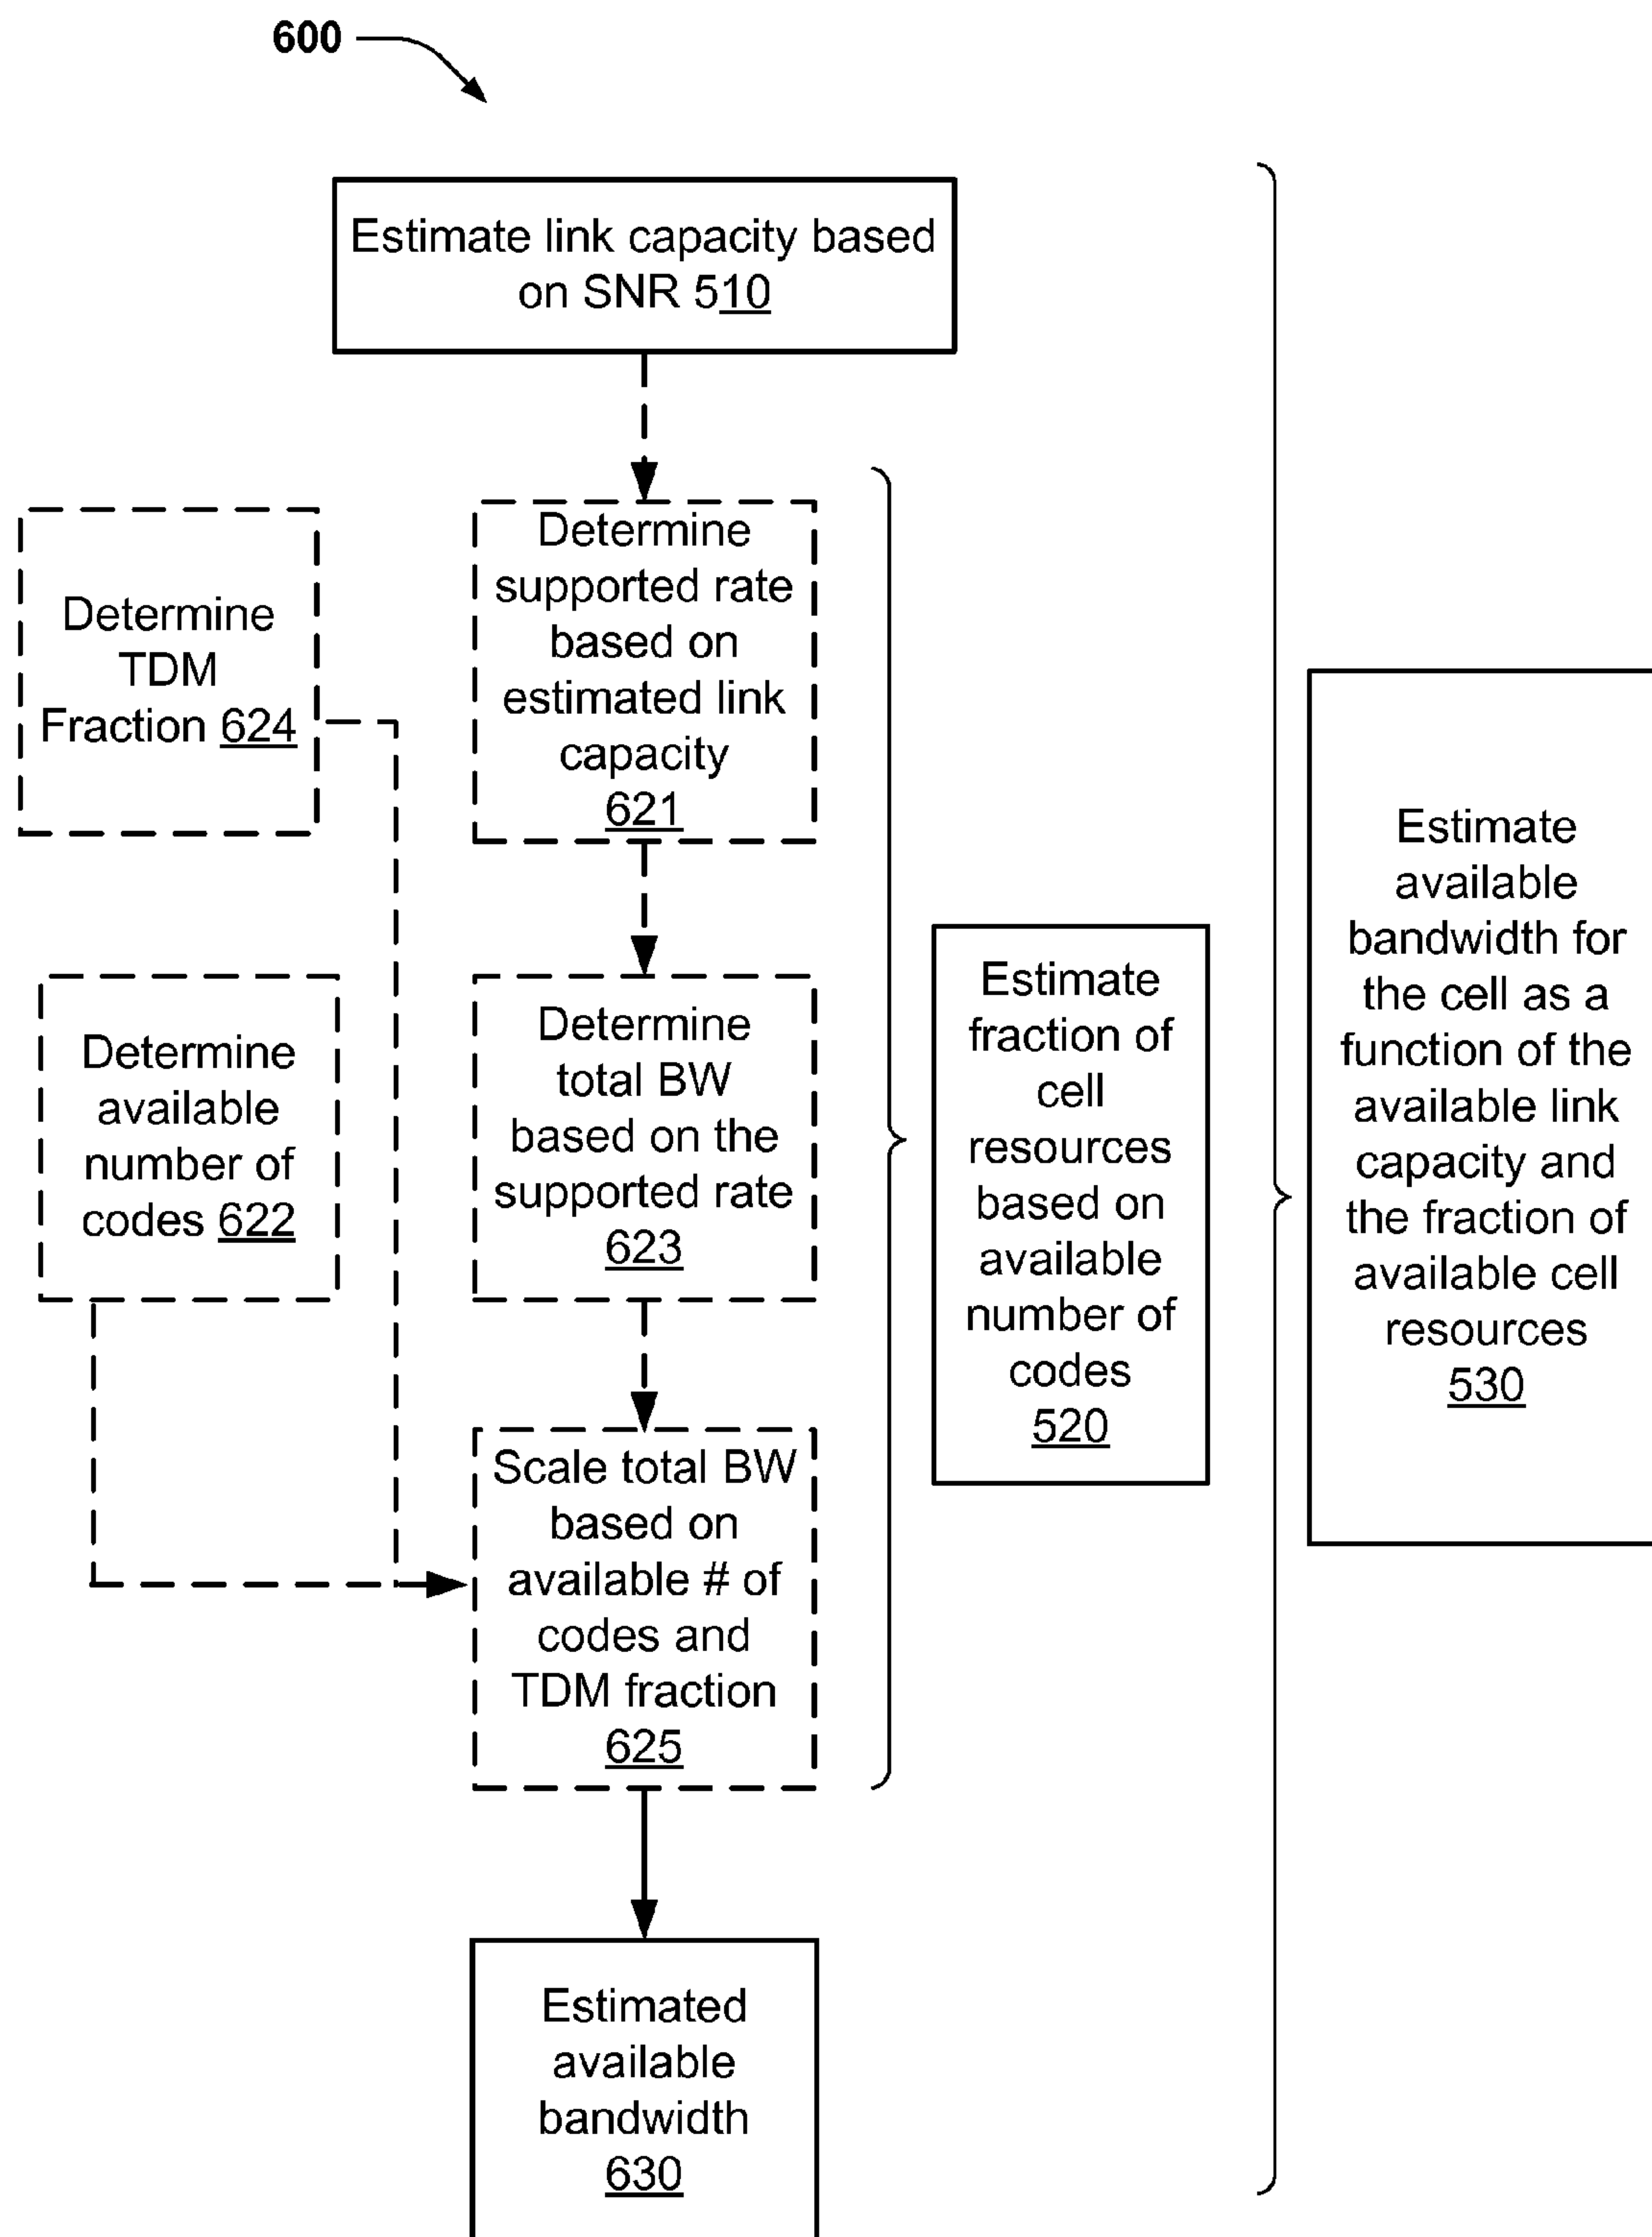 600
Estimate link capacity based
on SNR 510
Determine
TDM
Fraction 624
Determine
supported rate
based on
estimated link
capacity
621
Determine
available
number of
codes 622
Determine
total BW
based on the
supported rate
623
Scale total BW
based on
available # of
codes and
TDM fraction
625
Estimate
fraction of
cell
resources
based on
available
number of
codes
520
Estimate
available
bandwidth for
the cell as a
function of the
available link
capacity and
the fraction of
available cell
resources
530
Estimated
available
bandwidth
630